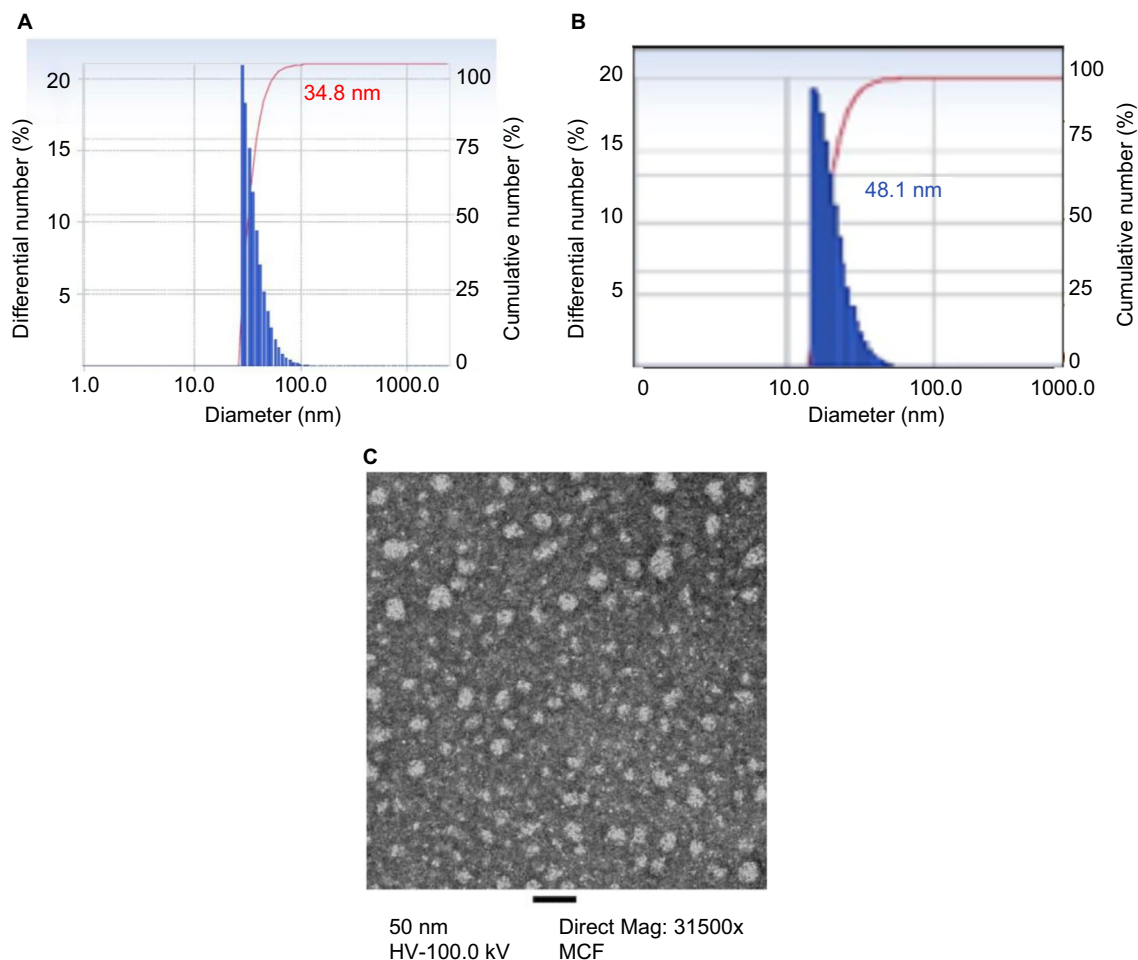 A
Differential number (%)
20
15
10
5
34.8 nm
100
75
50
25
0
Cumulative number (%)
1.0 10.0 100.0 1000.0
Diameter (nm)
B
Differential number (%)
20
15
10
5
48.1 nm
100
75
50
25
0
Cumulative number (%)
0 10.0 100.0 1000.0
Diameter (nm)
C
50 nm Direct Mag: 31500x
HV-100.0 kV MCF